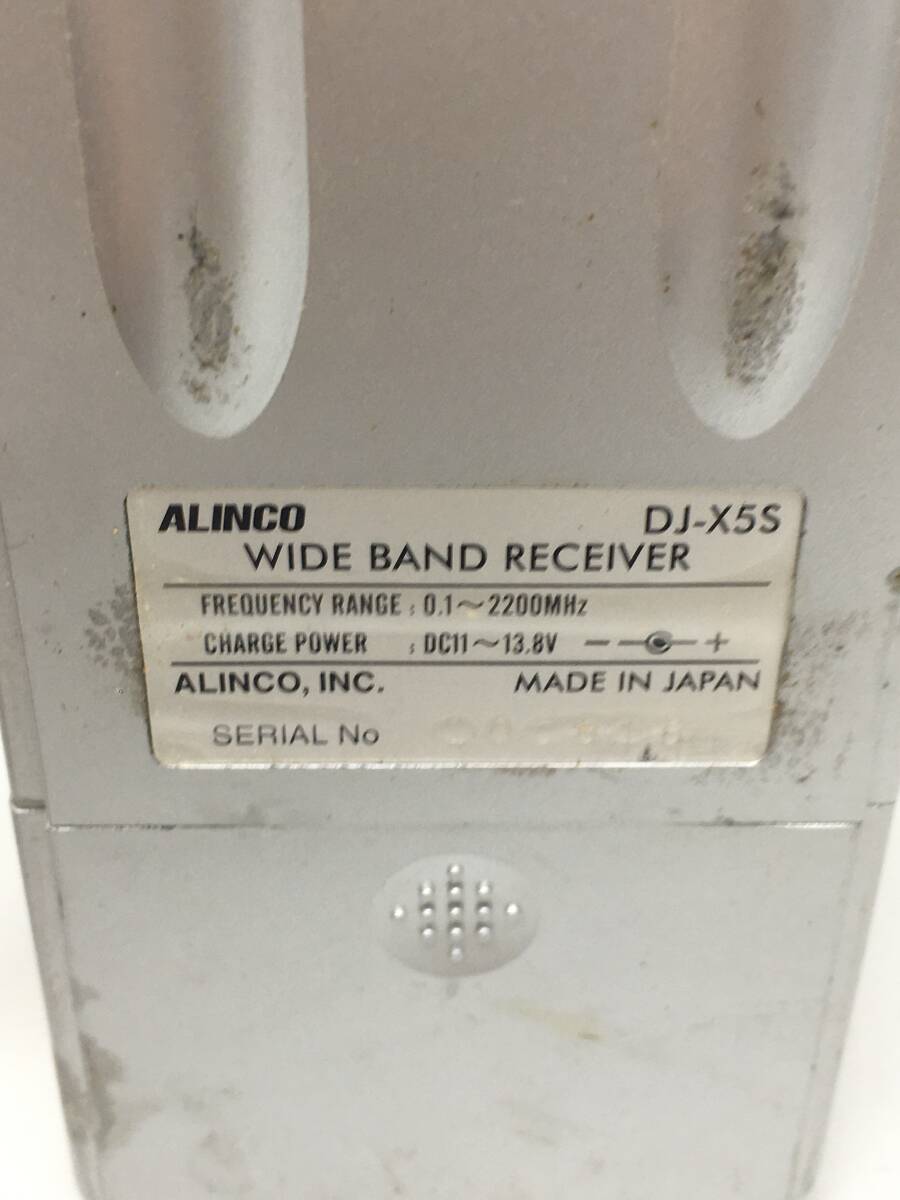 ALINCO DJ-X5S
WIDE BAND RECEIVER
FREQUENCY RANGE : 0.1～2200MHz
CHARGE POWER : DC11～13.8V − +
ALINCO, INC. MADE IN JAPAN
SERIAL No